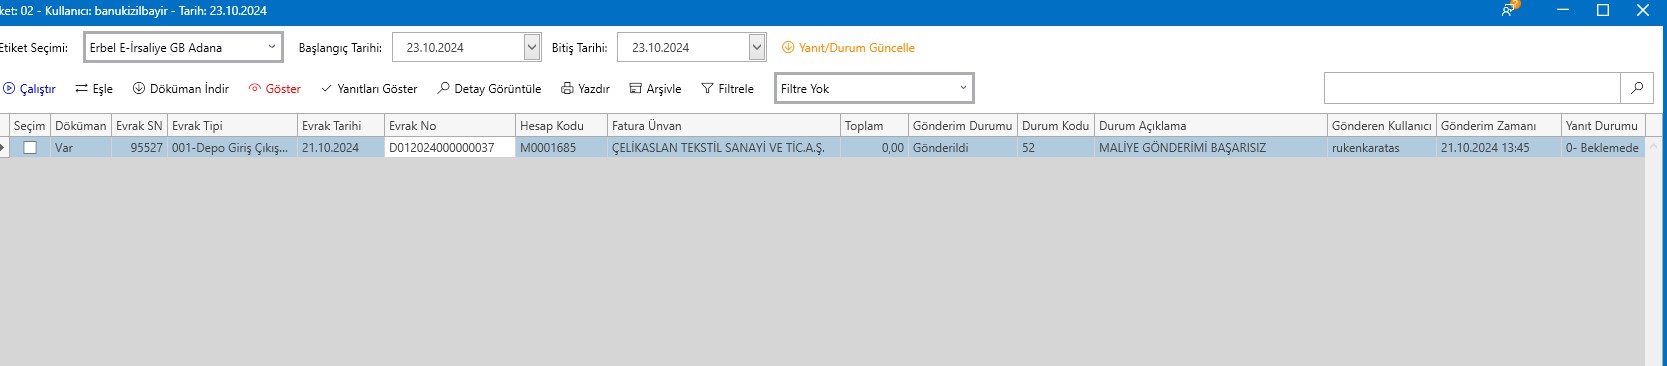 ket: 02 - Kullanıcı: banukizilbayir - Tarih: 23.10.2024
Etiket Seçimi: Erbel E-İrsaliye GB Adana Başlangıç Tarihi: 23.10.2024 Bitiş Tarihi: 23.10.2024 Yanıt/Durum Güncelle
Çalıştır Eşle Döküman İndir Göster Yanıtları Göster Detay Görüntüle Yazdır Arşivle Filtrele Filtre Yok
Seçim Döküman Evrak SN Evrak Tipi Evrak Tarihi Evrak No Hesap Kodu Fatura Ünvan Toplam Gönderim Durumu Durum Kodu Durum Açıklama Gönderen Kullanıcı Gönderim Zamanı Yanıt Durumu
Var 95527 001-Depo Giriş Çıkış... 21.10.2024 D012024000000037 M0001685 ÇELİKASLAN TEKSTİL SANAYİ VE TİC.A.Ş. 0,00 Gönderildi 52 MALİYE GÖNDERİMİ BAŞARISIZ rukenkaratas 21.10.2024 13:45 0- Beklemede